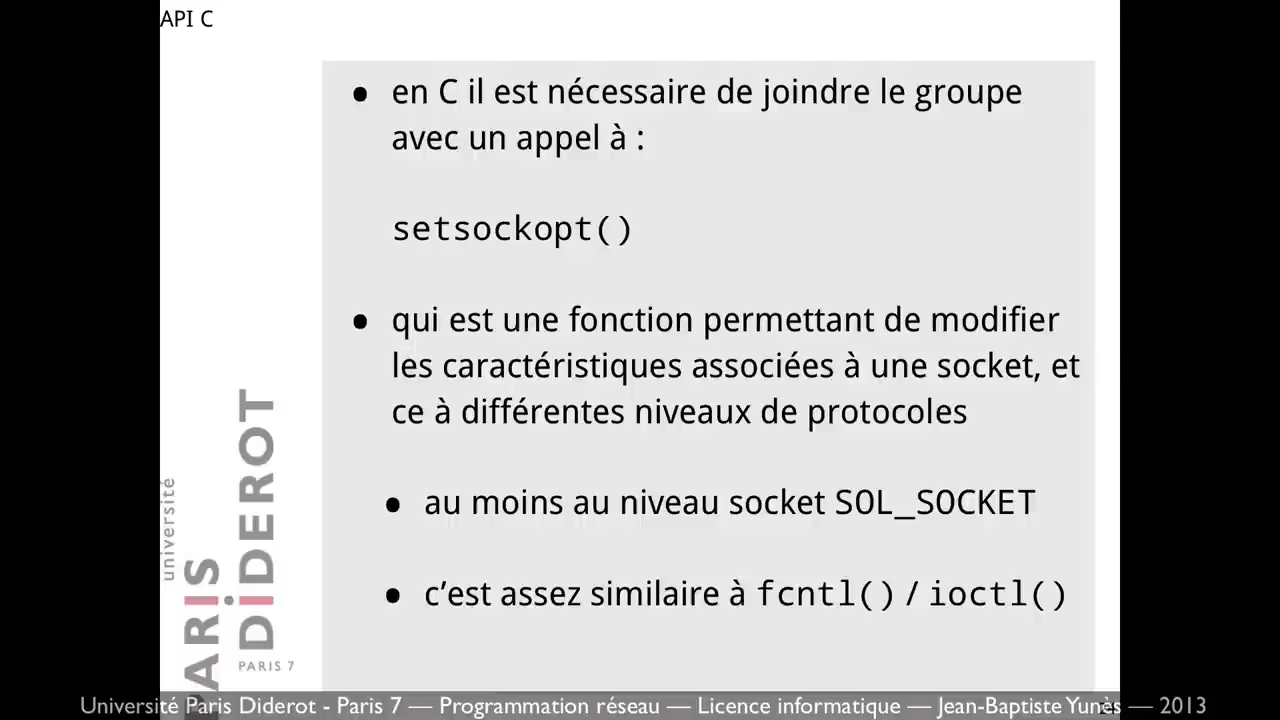 API C
• en C il est nécessaire de joindre le groupe
avec un appel à :
setsockopt()
• qui est une fonction permettant de modifier
les caractéristiques associées à une socket, et
ce à différentes niveaux de protocoles
• au moins au niveau socket SOL_SOCKET
• c’est assez similaire à fcntl()/ioctl()
université
PARIS
DiDEROT
PARIS 7
Université Paris Diderot - Paris 7 — Programmation réseau — Licence informatique — Jean-Baptiste Yunès — 2013